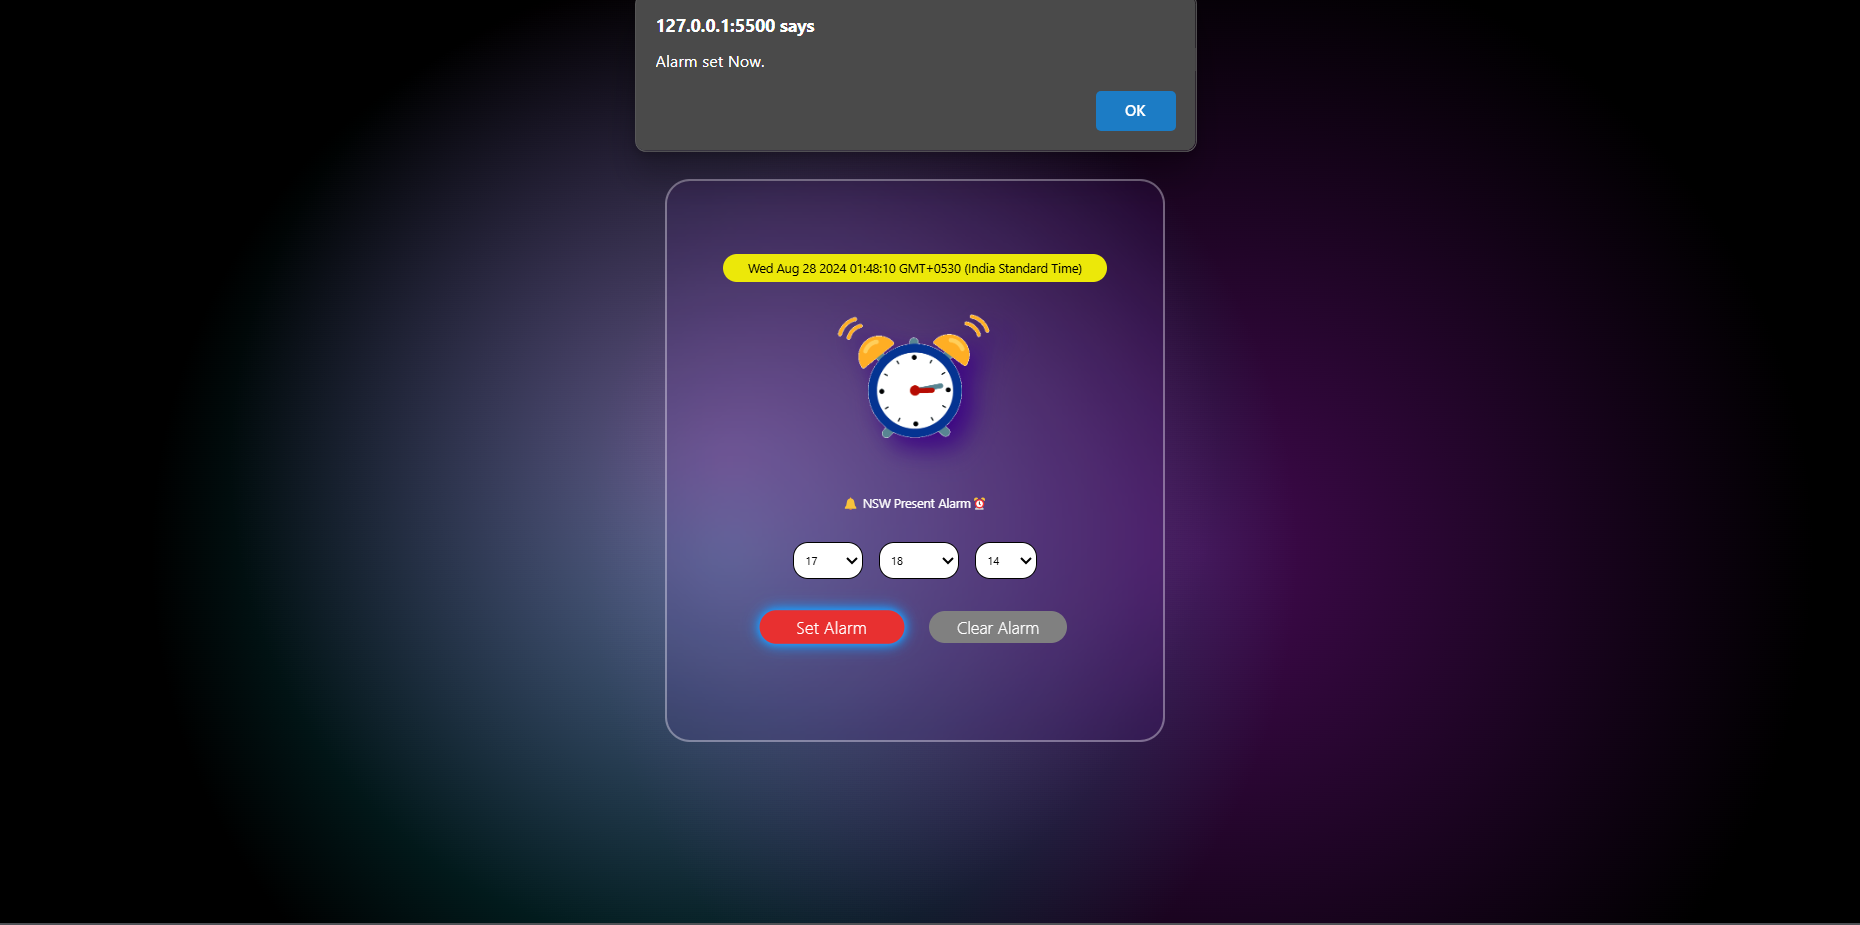 127.0.0.1:5500 says
Alarm set Now.
OK
Wed Aug 28 2024 01:48:10 GMT+0530 (India Standard Time)
🔔 NSW Present Alarm⏰
17 18 14
Set Alarm Clear Alarm